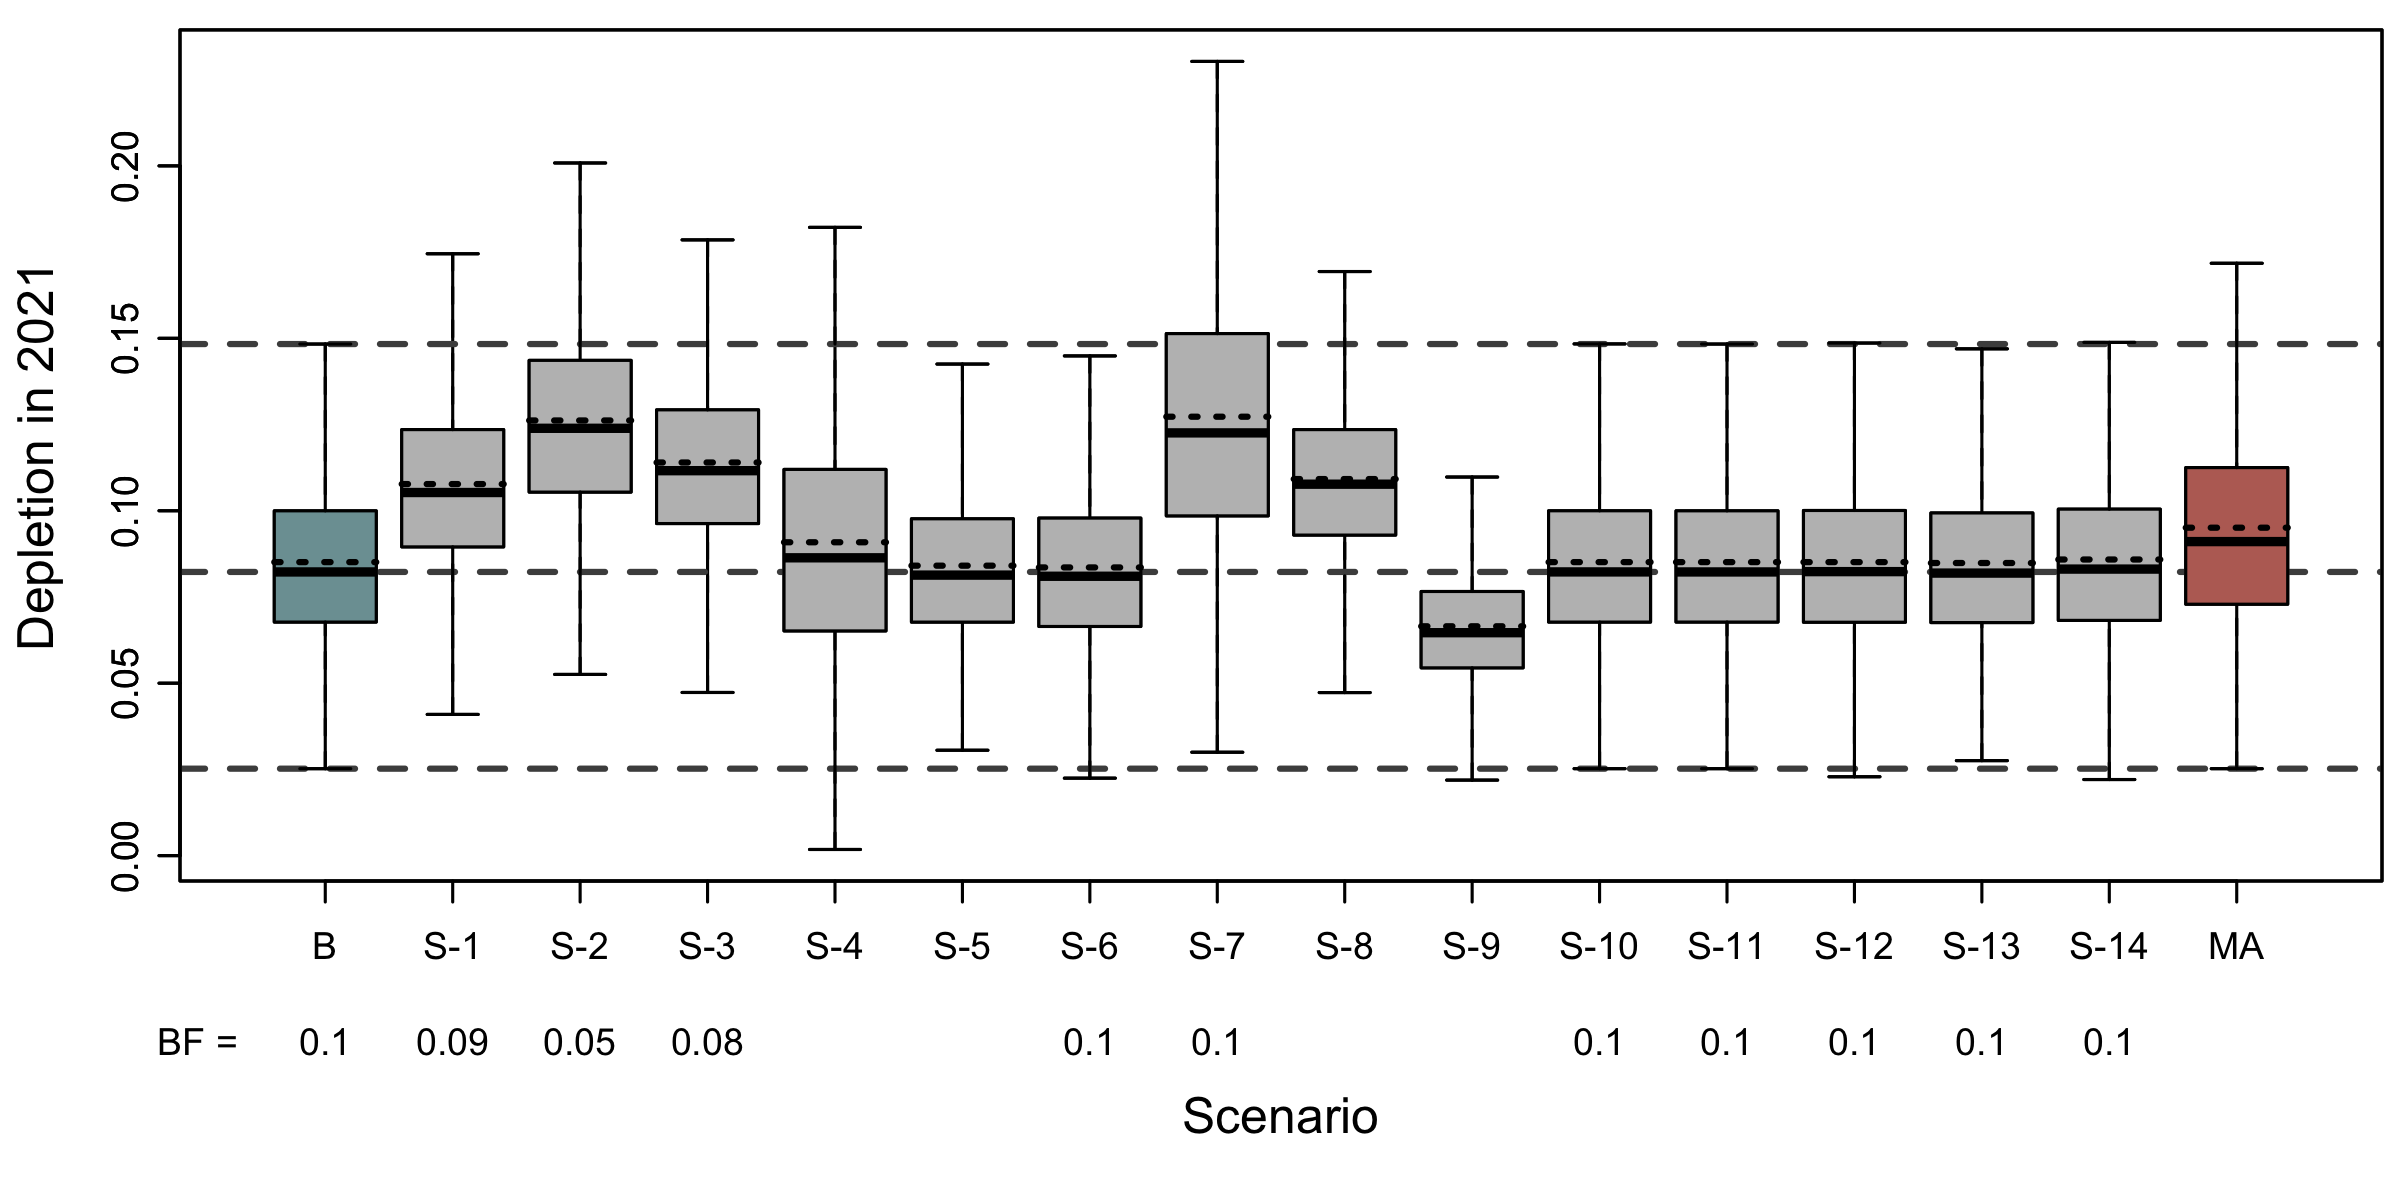 Depletion in 2021
0.20
0.15
0.10
0.05
0.00
B S-1 S-2 S-3 S-4 S-5 S-6 S-7 S-8 S-9 S-10 S-11 S-12 S-13 S-14 MA
BF = 0.1 0.09 0.05 0.08 0.1 0.1 0.1 0.1 0.1 0.1 0.1
Scenario